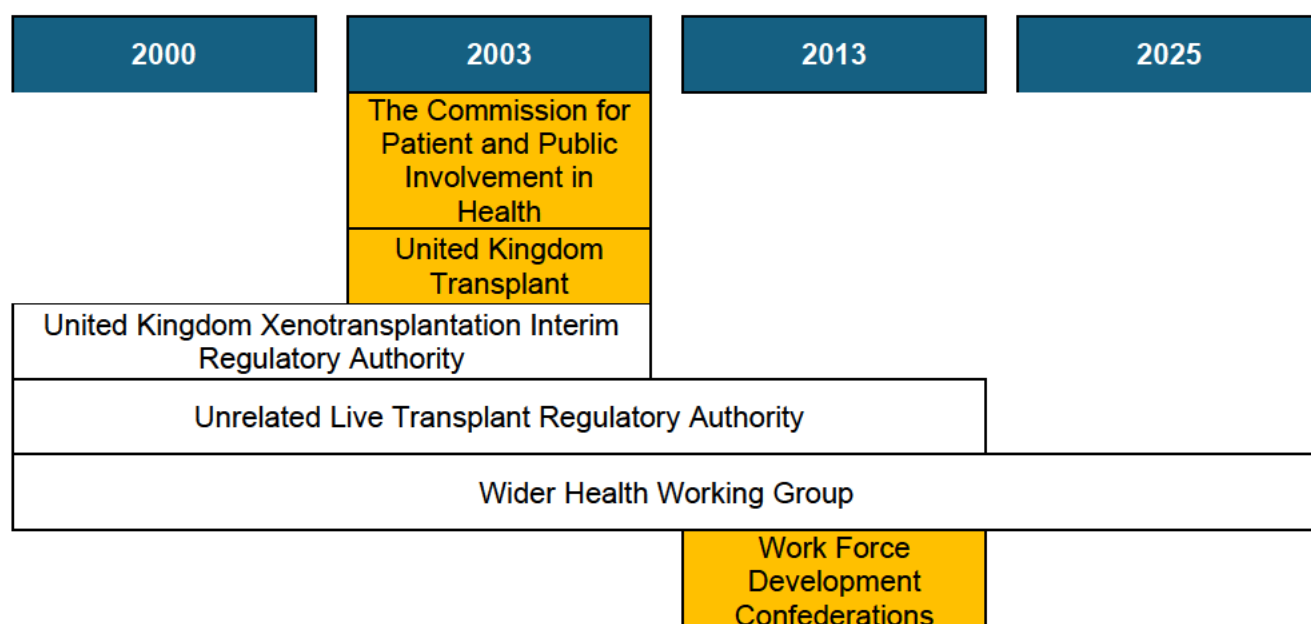 2000 2003 2013 2025
The Commission for
Patient and Public
Involvement in
Health
United Kingdom
Transplant
United Kingdom Xenotransplantation Interim
Regulatory Authority
Unrelated Live Transplant Regulatory Authority
Wider Health Working Group
Work Force
Development
Confederations